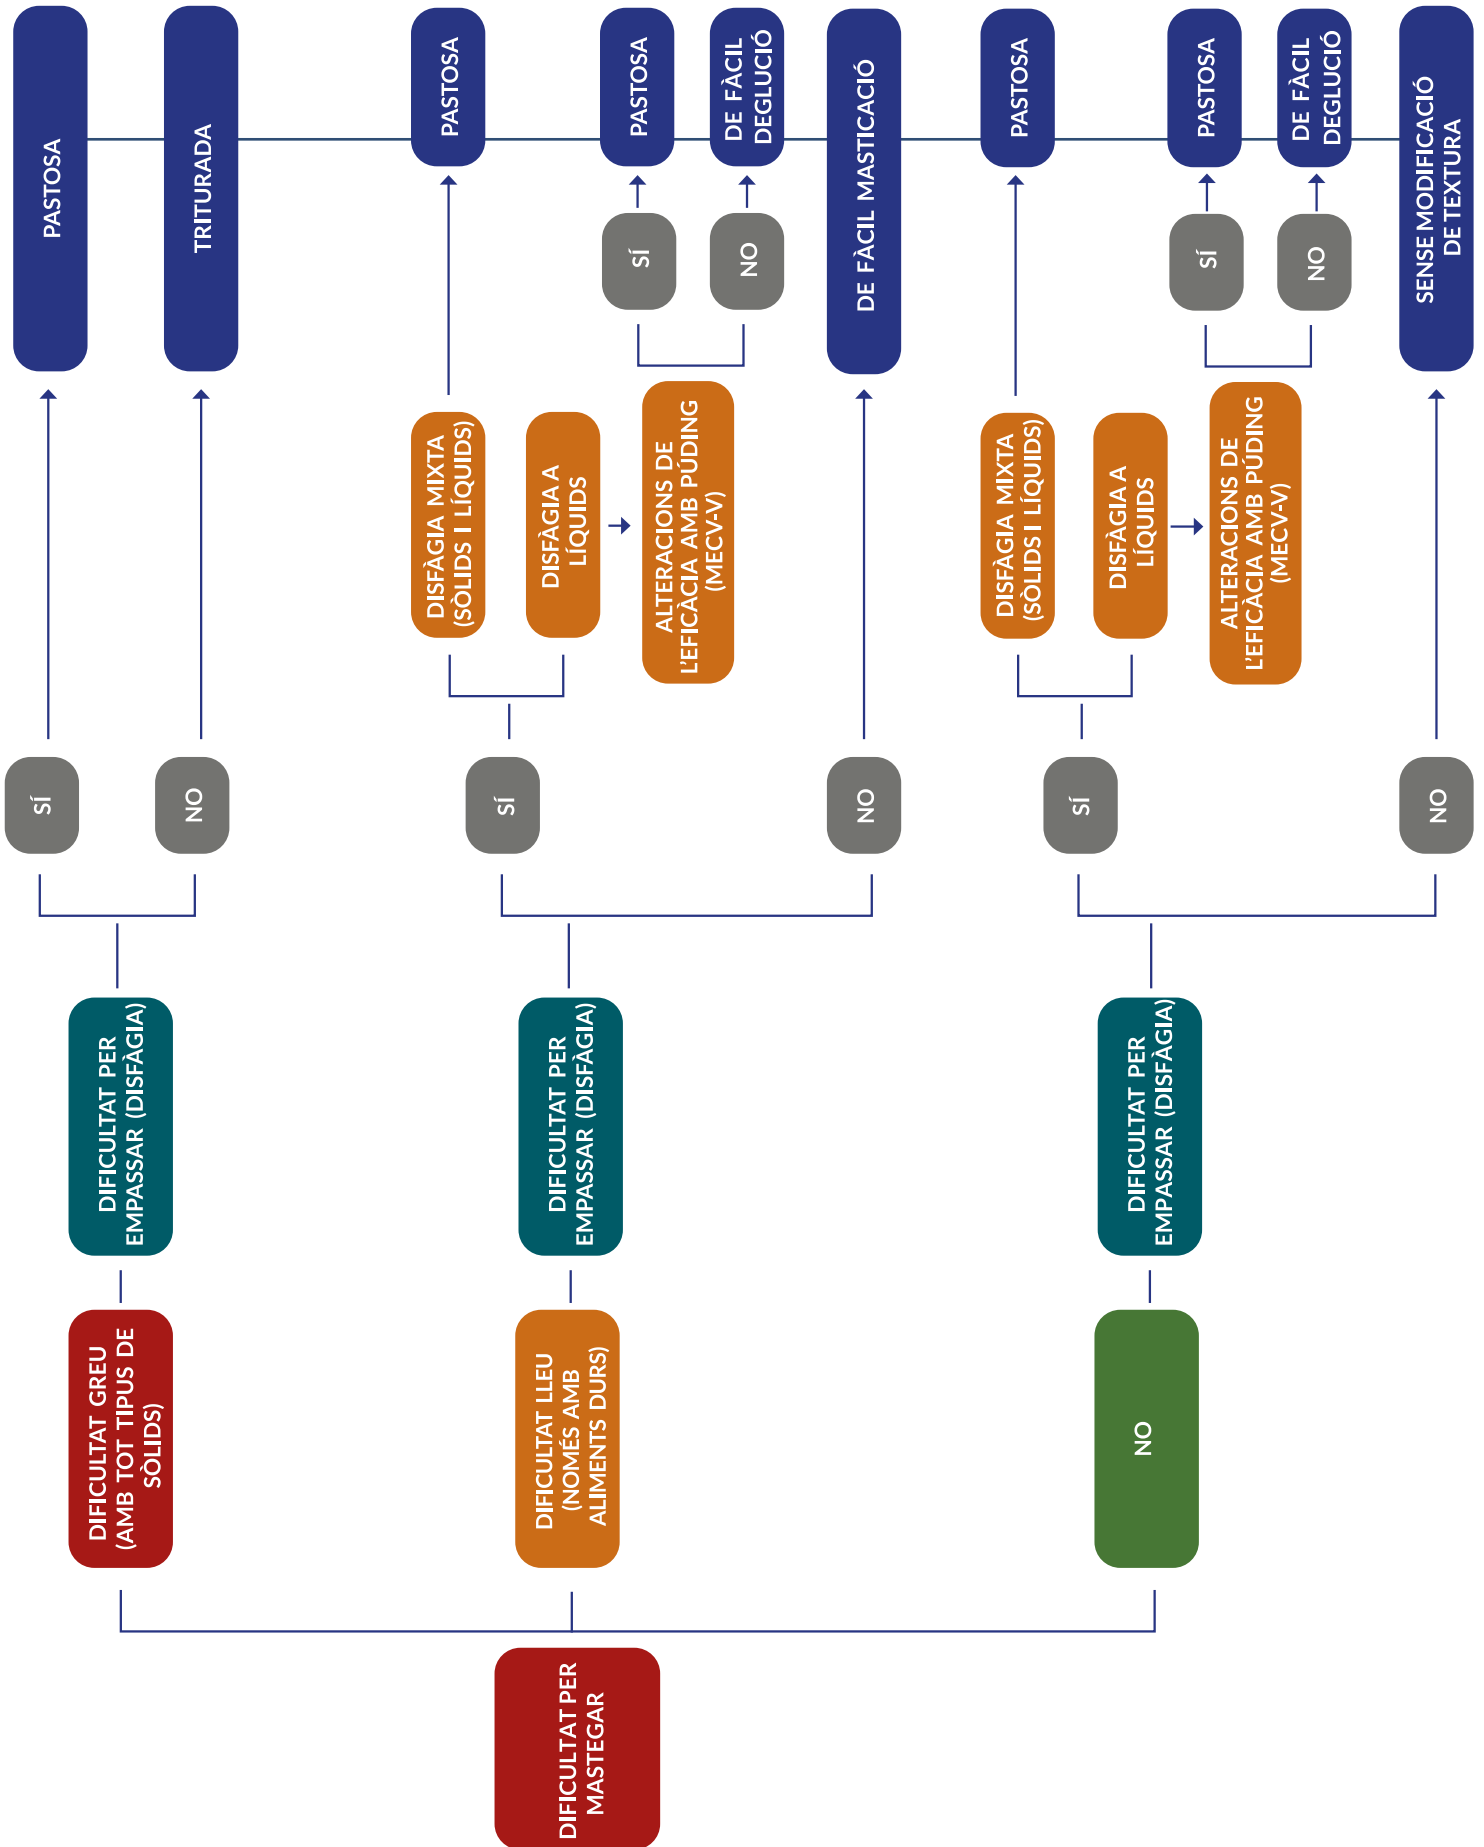 DIFICULTAT PER
MASTEGAR
DIFICULTAT GREU
(AMB TOT TIPUS DE
SÒLIDS)
DIFICULTAT PER
EMPASSAR (DISFÀGIA)
SÍ
PASTOSA
NO
TRITURADA
DIFICULTAT LLEU
(NOMÉS AMB
ALIMENTS DURS)
DIFICULTAT PER
EMPASSAR (DISFÀGIA)
SÍ
DISFÀGIA MIXTA
(SÒLIDS I LÍQUIDS)
PASTOSA
DISFÀGIA A
LÍQUIDS
ALTERACIONS DE
L'EFICÀCIA AMB PÚDING
(MECV-V)
SÍ
PASTOSA
NO
DE FÀCIL
DEGLUCIÓ
NO
DE FÀCIL MASTICACIÓ
NO
DIFICULTAT PER
EMPASSAR (DISFÀGIA)
SÍ
DISFÀGIA MIXTA
(SÒLIDS I LÍQUIDS)
PASTOSA
DISFÀGIA A
LÍQUIDS
ALTERACIONS DE
L'EFICÀCIA AMB PÚDING
(MECV-V)
SÍ
PASTOSA
NO
DE FÀCIL
DEGLUCIÓ
NO
SENSE MODIFICACIÓ
DE TEXTURA